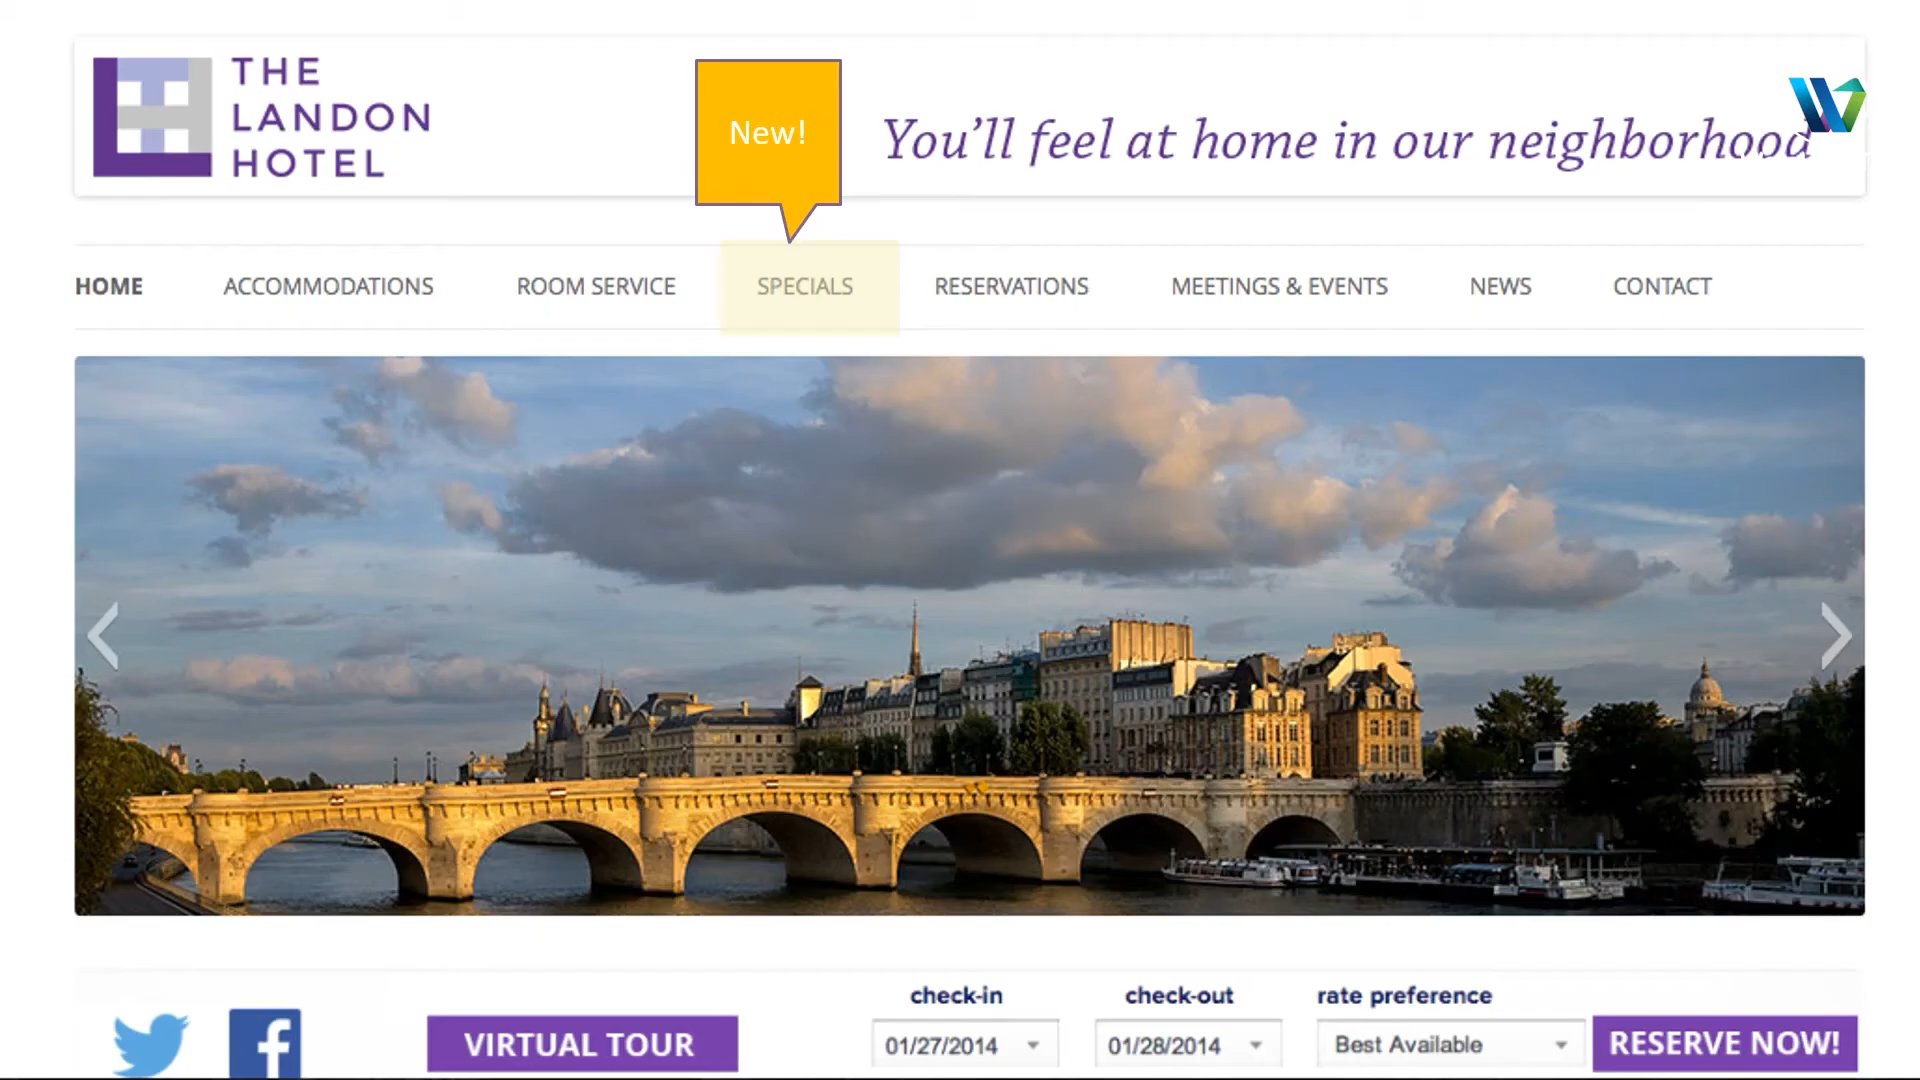 THE
LANDON
HOTEL
New!
You'll feel at home in our neighborhood
HOME ACCOMMODATIONS ROOM SERVICE SPECIALS RESERVATIONS MEETINGS & EVENTS NEWS CONTACT
check-in check-out rate preference
VIRTUAL TOUR 01/27/2014 01/28/2014 Best Available RESERVE NOW!